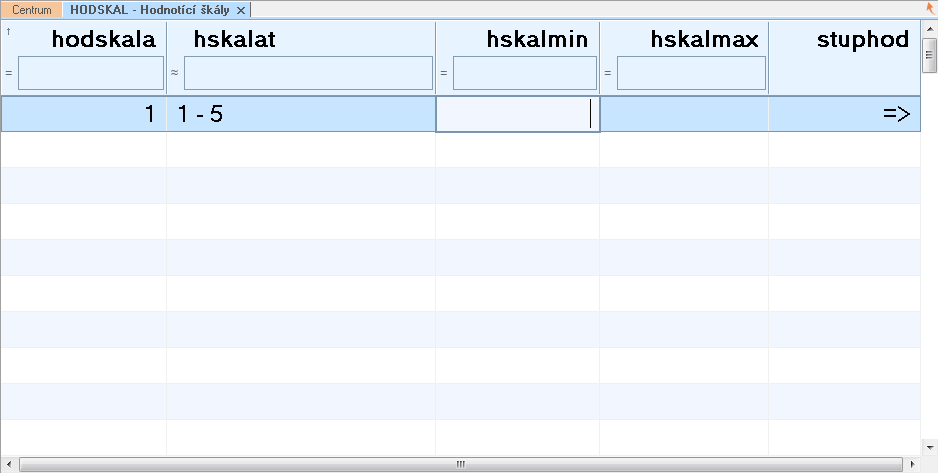 Centrum HODSKAL - Hodnotící škály ×
↑ hodskala hskalat hskalmin hskalmax stuphod
= ≈ = =
1 1 - 5 =>